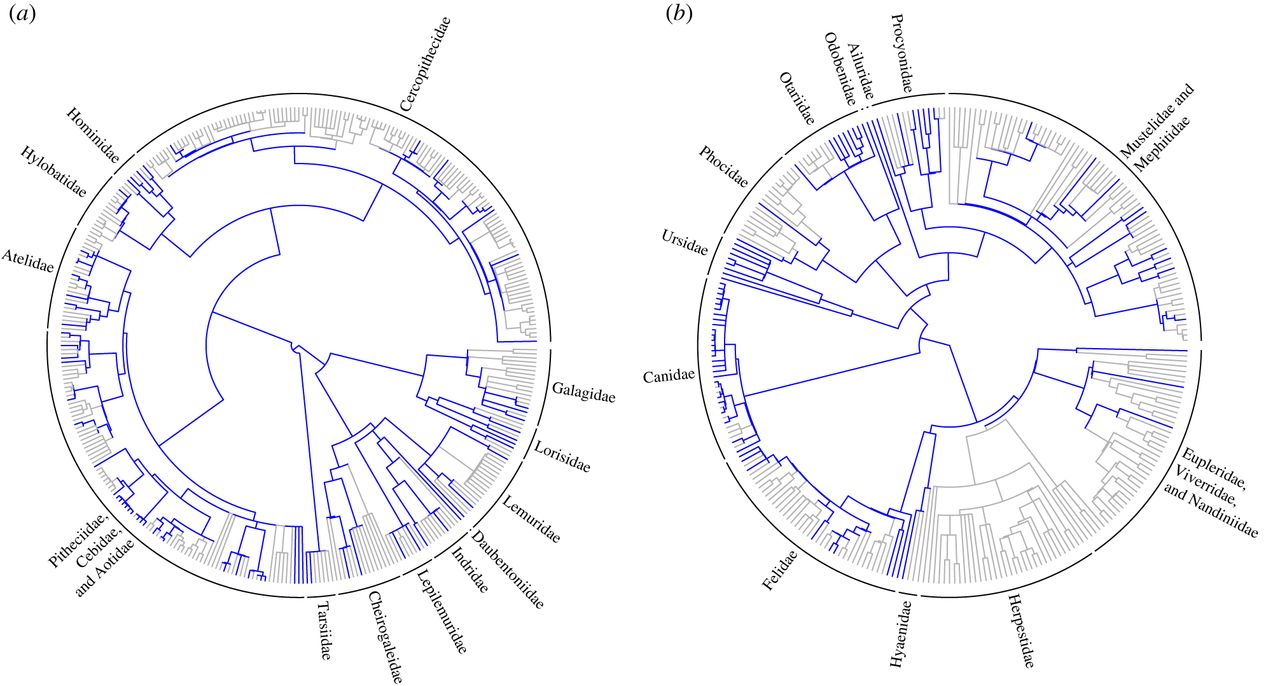 (a)
Cercopithecidae
Hominidae
Hylobatidae
Atelidae
Pitheciidae,
Cebidae,
and Aotidae
Tarsiidae
Cheirogaleidae
Lepilemuridae
Indridae
Daubentoniidae
Lemuridae
Lorisidae
Galagidae
(b)
Procyonidae
Ailuridae
Odobenidae
Otariidae
Phocidae
Ursidae
Canidae
Felidae
Hyaenidae
Herpestidae
Eupleridae,
Viverridae,
and Nandiniidae
Mustelidae and
Mephitidae